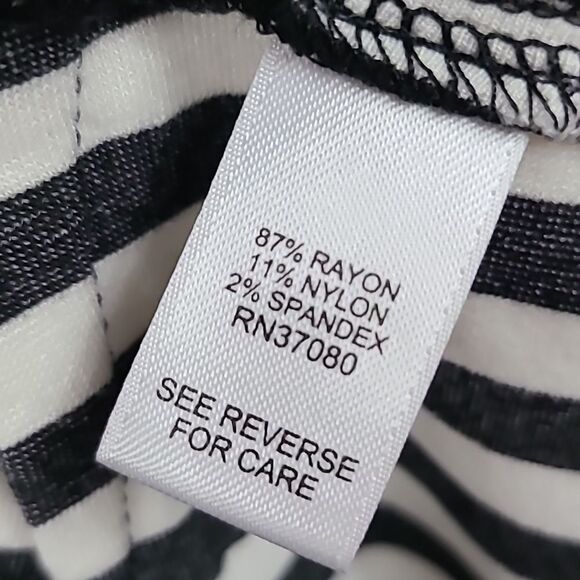 87% RAYON
11% NYLON
2% SPANDEX
RN37080
SEE REVERSE
FOR CARE